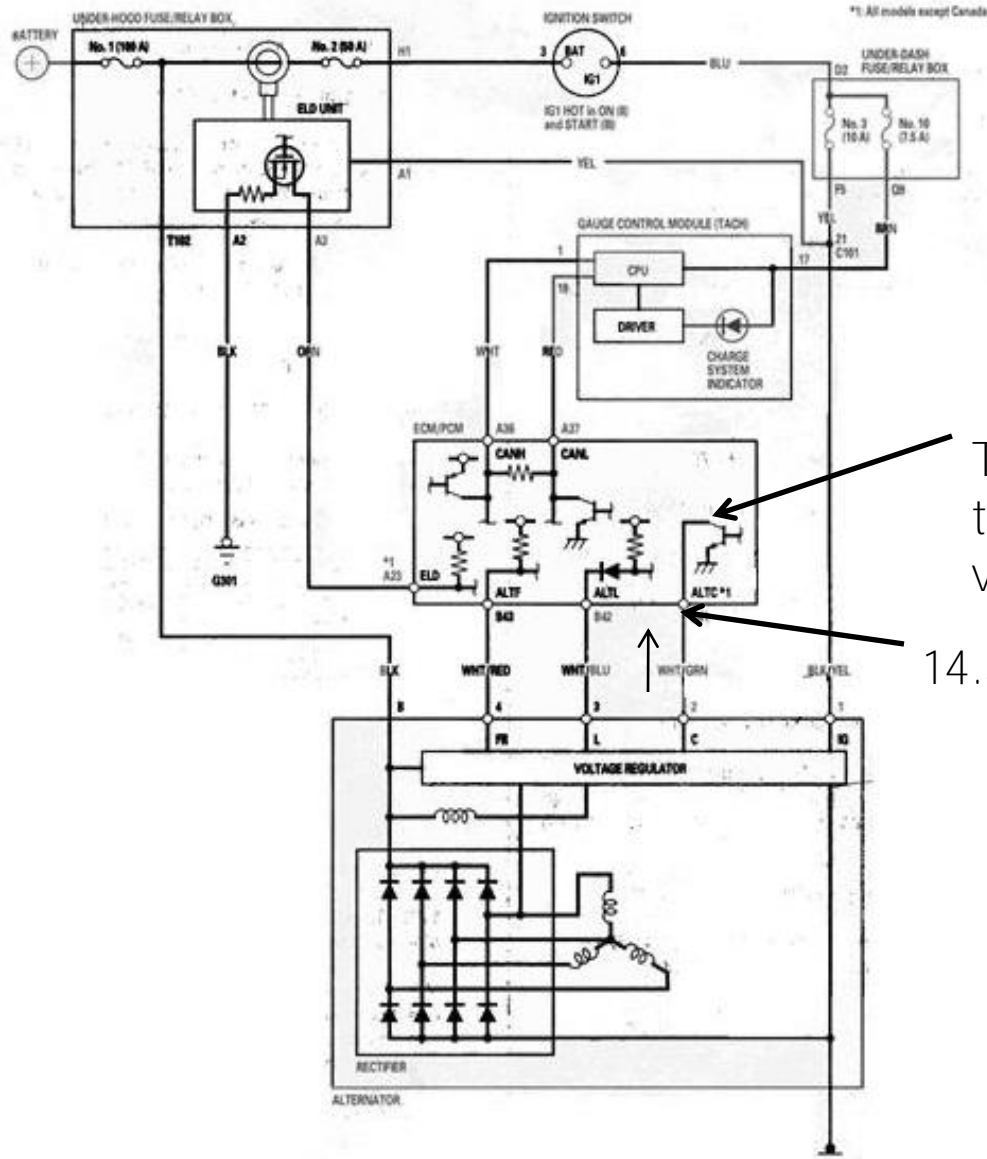 *1: All models except Canada
UNDER-HOOD FUSE/RELAY BOX
IGNITION SWITCH
BATTERY
No. 1 (100 A)
No. 2 (50 A)
H1
3
BAT
6
IG1
BLU
D2
UNDER-DASH
FUSE/RELAY BOX
IG1 HOT in ON (II)
and START (III)
ELD UNIT
No. 3
(10 A)
No. 10
(7.5 A)
A1
YEL
P5
Q9
T102
A2
A3
GAUGE CONTROL MODULE (TACH)
YEL
BRN
21
C101
1
17
CPU
18
DRIVER
BLK
ORN
WHT
RED
CHARGE
SYSTEM
INDICATOR
ECM/PCM
A36
A37
CANH
CANL
G301
*1
A23
ELD
ALTF
ALTL
ALTC *1
B43
B42
14.
BLK
WHT/RED
WHT/BLU
WHT/GRN
BLK/YEL
B
4
3
2
1
FR
L
C
IG
VOLTAGE REGULATOR
RECTIFIER
ALTERNATOR